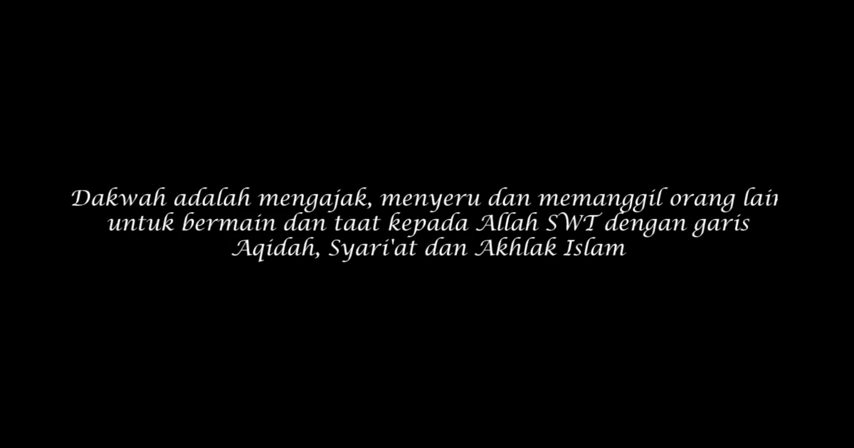 Dakwah adalah mengajak, menyeru dan memanggil orang lain
untuk bermain dan taat kepada Allah SWT dengan garis
Aqidah, Syari'at dan Akhlak Islam